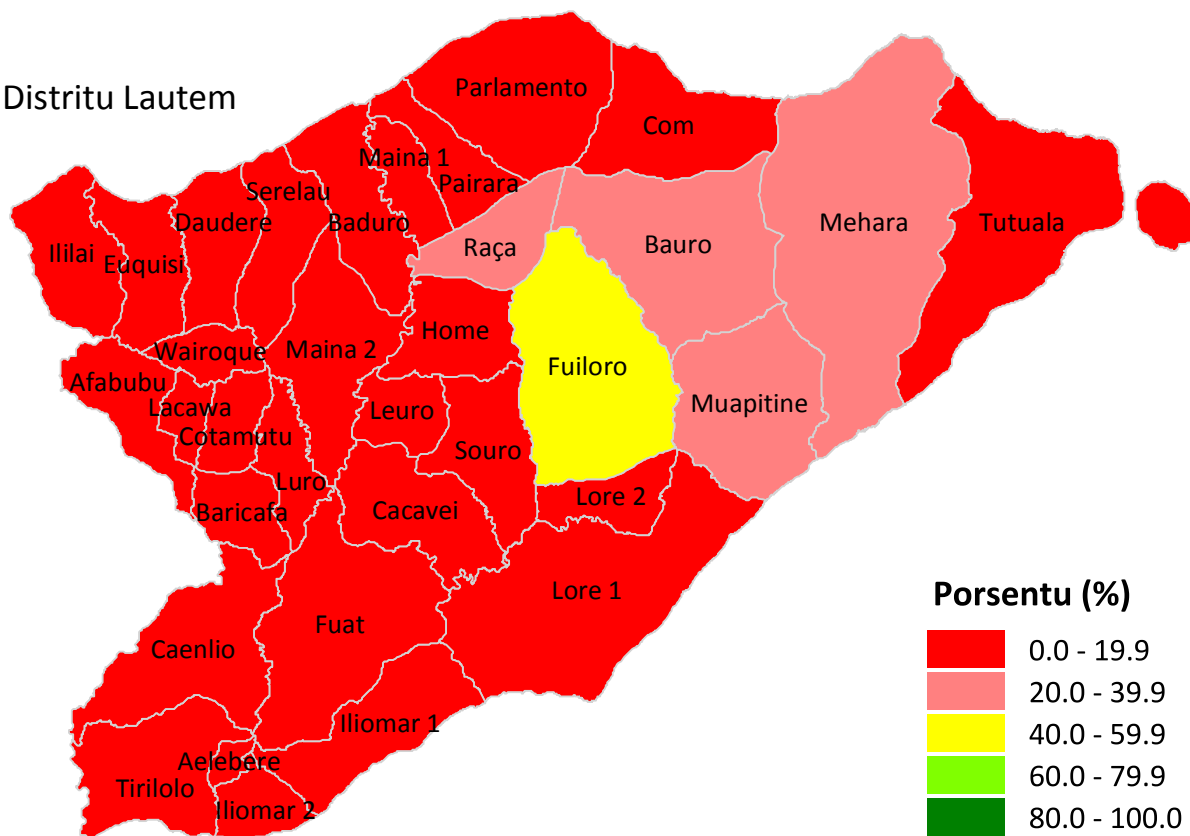 Distritu Lautem
Parlamento
Com
Maina 1
Pairara
Serelau
Daudere
Baduro
Mehara
Tutuala
Ililai
Euquisi
Raça
Bauro
Home
Wairoque
Maina 2
Fuiloro
Afabubu
Lacawa
Leuro
Muapitine
Cotamutu
Souro
Luro
Lore 2
Baricafa
Cacavei
Lore 1
Fuat
Caenlio
Iliomar 1
Aelebere
Tirilolo
Iliomar 2
Porsentu (%)
0.0 - 19.9
20.0 - 39.9
40.0 - 59.9
60.0 - 79.9
80.0 - 100.0